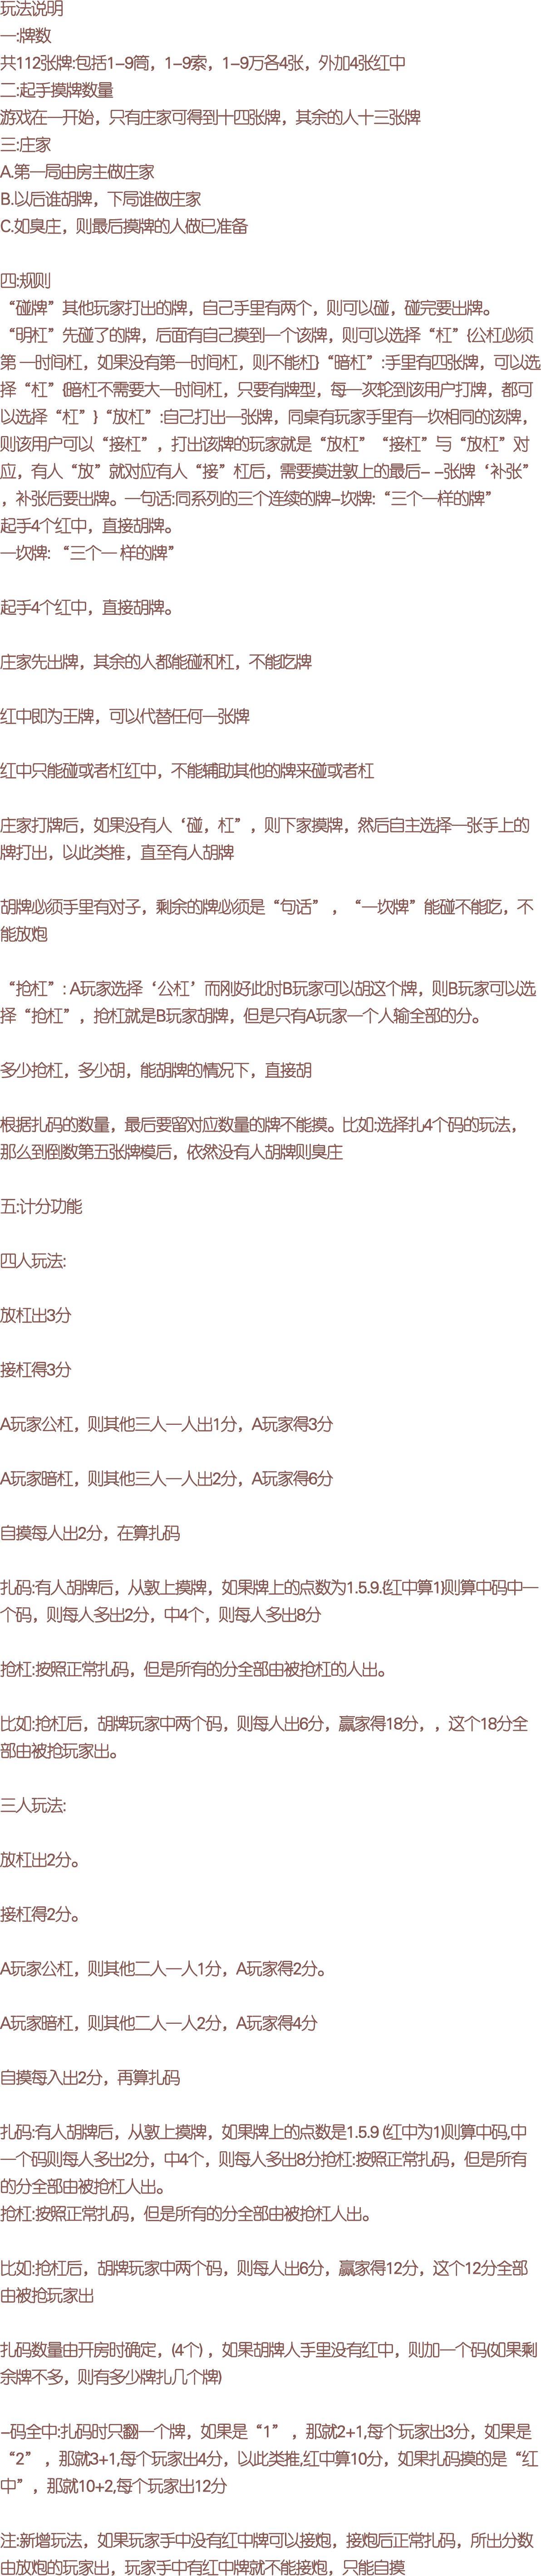 玩法说明
一:牌数
共112张牌:包括1-9筒，1-9索，1-9万各4张，外加4张红中
二:起手摸牌数量
游戏在一开始，只有庄家可得到十四张牌，其余的人十三张牌
三:庄家
A.第一局由房主做庄家
B.以后谁胡牌，下局谁做庄家
C.如臭庄，则最后摸牌的人做已准备
四:规则
“碰牌”其他玩家打出的牌，自己手里有两个，则可以碰，碰完要出牌。
“明杠”先碰了的牌，后面有自己摸到一个该牌，则可以选择“杠”{公杠必须
第 一时间杠，如果没有第一时间杠，则不能杠}“暗杠”:手里有四张牌，可以选
择“杠”{暗杠不需要大一时间杠，只要有牌型，每一次轮到该用户打牌，都可
以选择“杠”}“放杠”:自己打出一张牌，同桌有玩家手里有一坎相同的该牌，
则该用户可以“接杠”，打出该牌的玩家就是“放杠”“接杠”与“放杠”对
应，有人“放”就对应有人“接”杠后，需要摸进敦上的最后- -张牌‘补张”
，补张后要出牌。一句话:同系列的三个连续的牌-坎牌:“三个一样的牌”
起手4个红中，直接胡牌。
一坎牌: “三个一 样的牌”
起手4个红中，直接胡牌。
庄家先出牌，其余的人都能碰和杠，不能吃牌
红中即为王牌，可以代替任何一张牌
红中只能碰或者杠红中，不能辅助其他的牌来碰或者杠
庄家打牌后，如果没有人‘碰，杠”，则下家摸牌，然后自主选择一张手上的
牌打出，以此类推，直至有人胡牌
胡牌必须手里有对子，剩余的牌必须是“句话” ，“一坎牌”能碰不能吃，不
能放炮
“抢杠”: A玩家选择‘公杠’而刚好此时B玩家可以胡这个牌，则B玩家可以选
择“抢杠”，抢杠就是B玩家胡牌，但是只有A玩家一个人输全部的分。
多少抢杠，多少胡，能胡牌的情况下，直接胡
根据扎码的数量，最后要留对应数量的牌不能摸。比如:选择扎4个码的玩法，
那么到倒数第五张牌模后，依然没有人胡牌则臭庄
五:计分功能
四人玩法:
放杠出3分
接杠得3分
A玩家公杠，则其他三人一人出1分，A玩家得3分
A玩家暗杠，则其他三人一人出2分，A玩家得6分
自摸每人出2分，在算扎码
扎码:有人胡牌后，从敦上摸牌，如果牌上的点数为1.5.9.{红中算1}则算中码中一
个码，则每人多出2分，中4个，则每人多出8分
抢杠:按照正常扎码，但是所有的分全部由被抢杠的人出。
比如:抢杠后，胡牌玩家中两个码，则每人出6分，赢家得18分，，这个18分全
部由被抢玩家出。
三人玩法:
放杠出2分。
接杠得2分。
A玩家公杠，则其他二人一人1分，A玩家得2分。
A玩家暗杠，则其他二人一人2分，A玩家得4分
自摸每入出2分，再算扎码
扎码:有人胡牌后，从敦上摸牌，如果牌上的点数是1.5.9 (红中为1)则算中码,中
一个码则每人多出2分，中4个，则每人多出8分抢杠:按照正常扎码，但是所有
的分全部由被抢杠人出。
抢杠:按照正常扎码，但是所有的分全部由被抢杠人出。
比如:抢杠后，胡牌玩家中两个码，则每人出6分，赢家得12分，这个12分全部
由被抢玩家出
扎码数量由开房时确定，(4个) ，如果胡牌人手里没有红中，则加一个码(如果剩
余牌不多，则有多少牌扎几个牌)
-码全中:扎码时只翻一个牌，如果是“1” ，那就2+1,每个玩家出3分，如果是
“2” ，那就3+1,每个玩家出4分，以此类推,红中算10分，如果扎码摸的是“红
中”，那就10+2,每个玩家出12分
注:新增玩法，如果玩家手中没有红中牌可以接炮，接炮后正常扎码，所出分数
由放炮的玩家出，玩家手中有红中牌就不能接炮，只能自摸